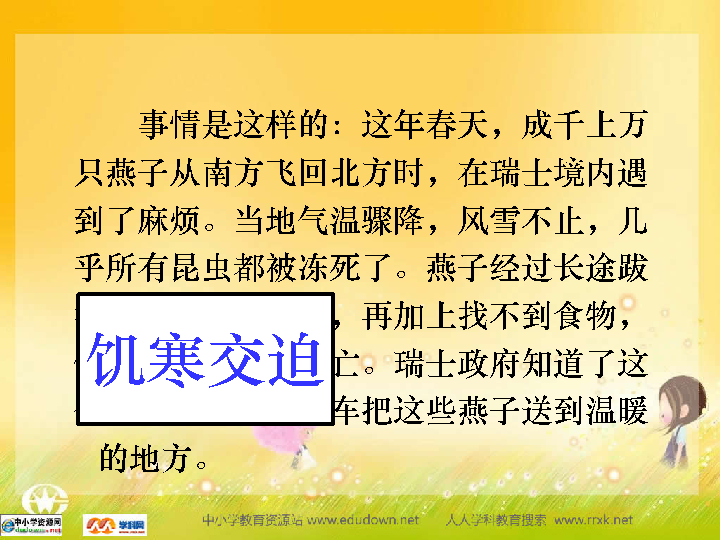 事情是这样的：这年春天，成千上万
只燕子从南方飞回北方时，在瑞士境内遇
到了麻烦。当地气温骤降，风雪不止，几
乎所有昆虫都被冻死了。燕子经过长途跋
，再加上找不到食物，
饥寒交迫
亡。瑞士政府知道了这
车把这些燕子送到温暖
的地方。
中小学资源网
学科网
中小学教育资源站 www.edudown.net 人人学科教育搜索 www.rrxk.net